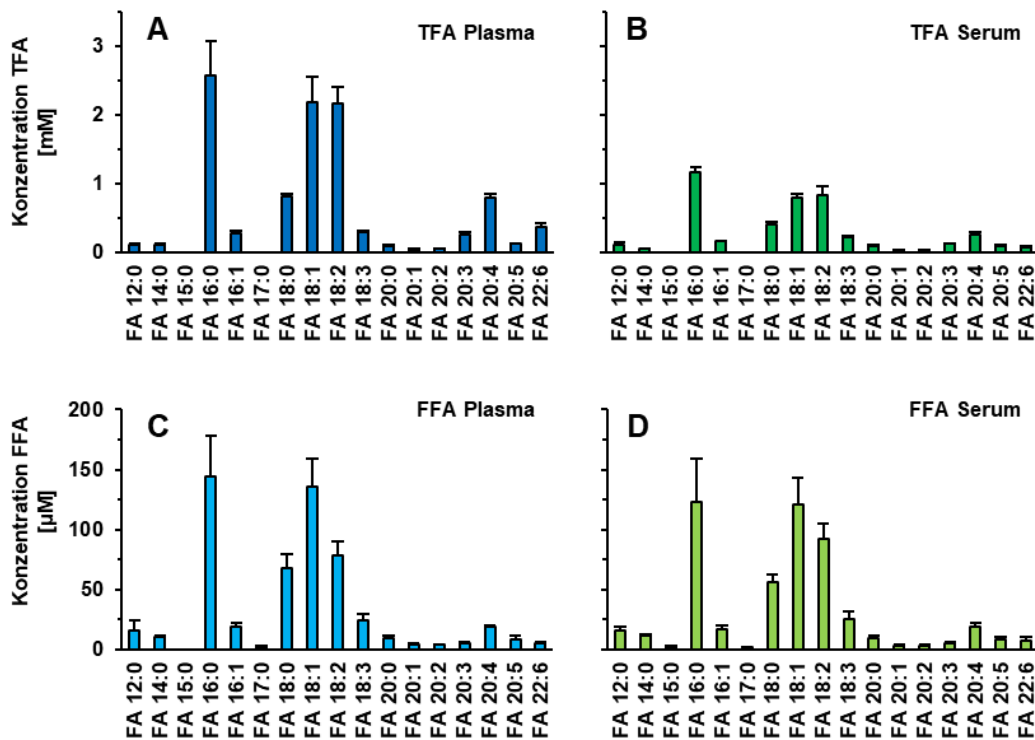 A
TFA Plasma
B
TFA Serum
Konzentration TFA
[mM]
3
2
1
0
FA 12:0
FA 14:0
FA 15:0
FA 16:0
FA 16:1
FA 17:0
FA 18:0
FA 18:1
FA 18:2
FA 18:3
FA 20:0
FA 20:1
FA 20:2
FA 20:3
FA 20:4
FA 20:5
FA 22:6
FA 12:0
FA 14:0
FA 15:0
FA 16:0
FA 16:1
FA 17:0
FA 18:0
FA 18:1
FA 18:2
FA 18:3
FA 20:0
FA 20:1
FA 20:2
FA 20:3
FA 20:4
FA 20:5
FA 22:6
C
FFA Plasma
D
FFA Serum
Konzentration FFA
[µM]
200
150
100
50
0
FA 12:0
FA 14:0
FA 15:0
FA 16:0
FA 16:1
FA 17:0
FA 18:0
FA 18:1
FA 18:2
FA 18:3
FA 20:0
FA 20:1
FA 20:2
FA 20:3
FA 20:4
FA 20:5
FA 22:6
FA 12:0
FA 14:0
FA 15:0
FA 16:0
FA 16:1
FA 17:0
FA 18:0
FA 18:1
FA 18:2
FA 18:3
FA 20:0
FA 20:1
FA 20:2
FA 20:3
FA 20:4
FA 20:5
FA 22:6